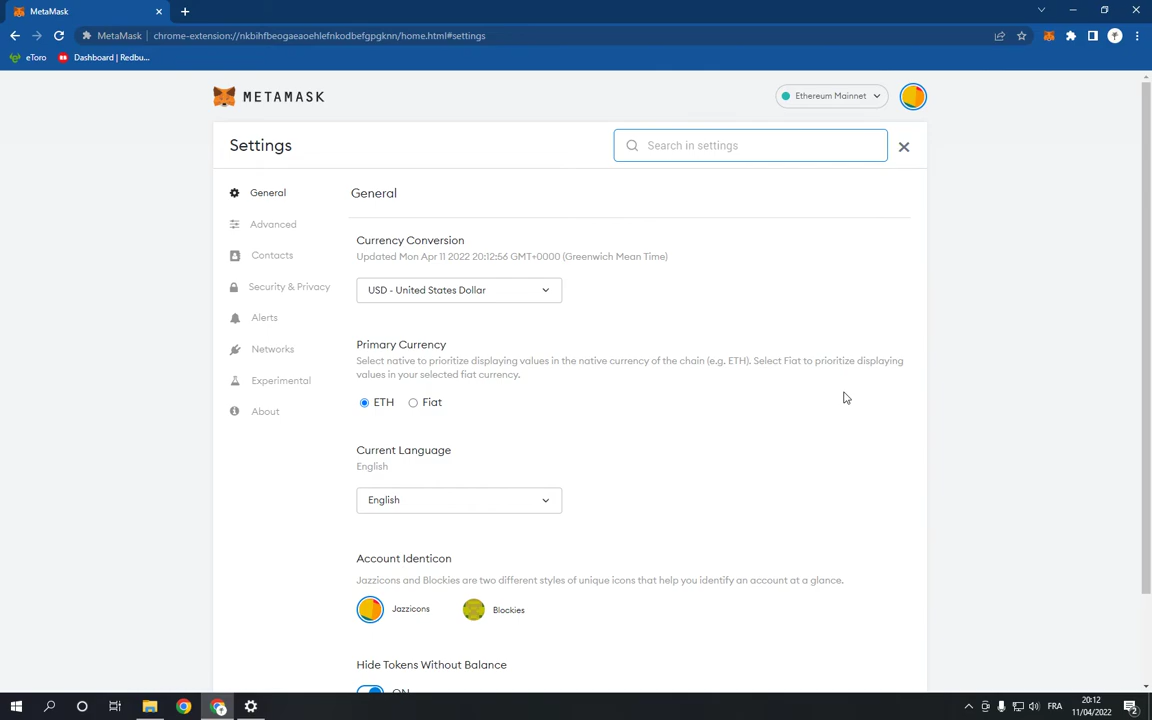 MetaMask
MetaMask
chrome-extension://nkbihfbeogaeaoehlefnkodbefgpgknn/home.html#settings
eToro
Dashboard | Redbu...
METAMASK
Ethereum Mainnet
Settings
Search in settings
General
Advanced
Contacts
Security & Privacy
Alerts
Networks
Experimental
About
General
Currency Conversion
Updated Mon Apr 11 2022 20:12:56 GMT+0000 (Greenwich Mean Time)
USD - United States Dollar
Primary Currency
Select native to prioritize displaying values in the native currency of the chain (e.g. ETH). Select Fiat to prioritize displaying
values in your selected fiat currency.
ETH
Fiat
Current Language
English
English
Account Identicon
Jazzicons and Blockies are two different styles of unique icons that help you identify an account at a glance.
Jazzicons
Blockies
Hide Tokens Without Balance
ON
FRA
20:12
11/04/2022
2